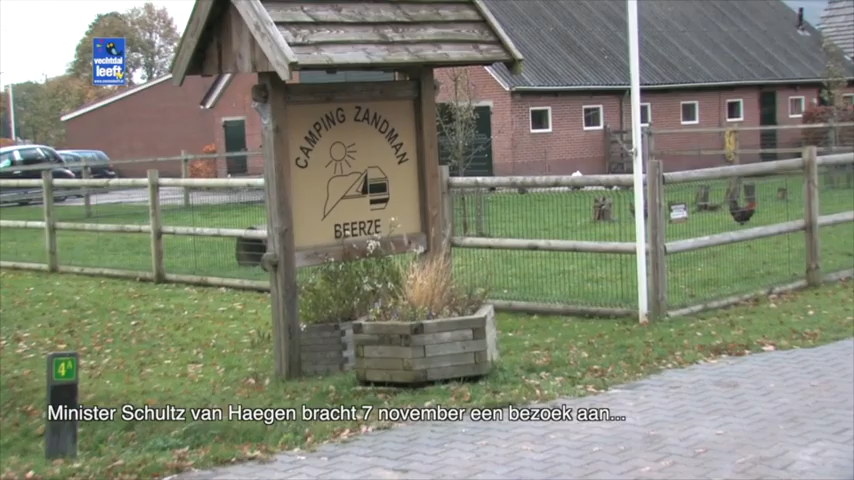 vechtdal
leeft
CAMPING ZANDMAN
BEERZE
4A
Minister Schultz van Haegen bracht 7 november een bezoek aan...